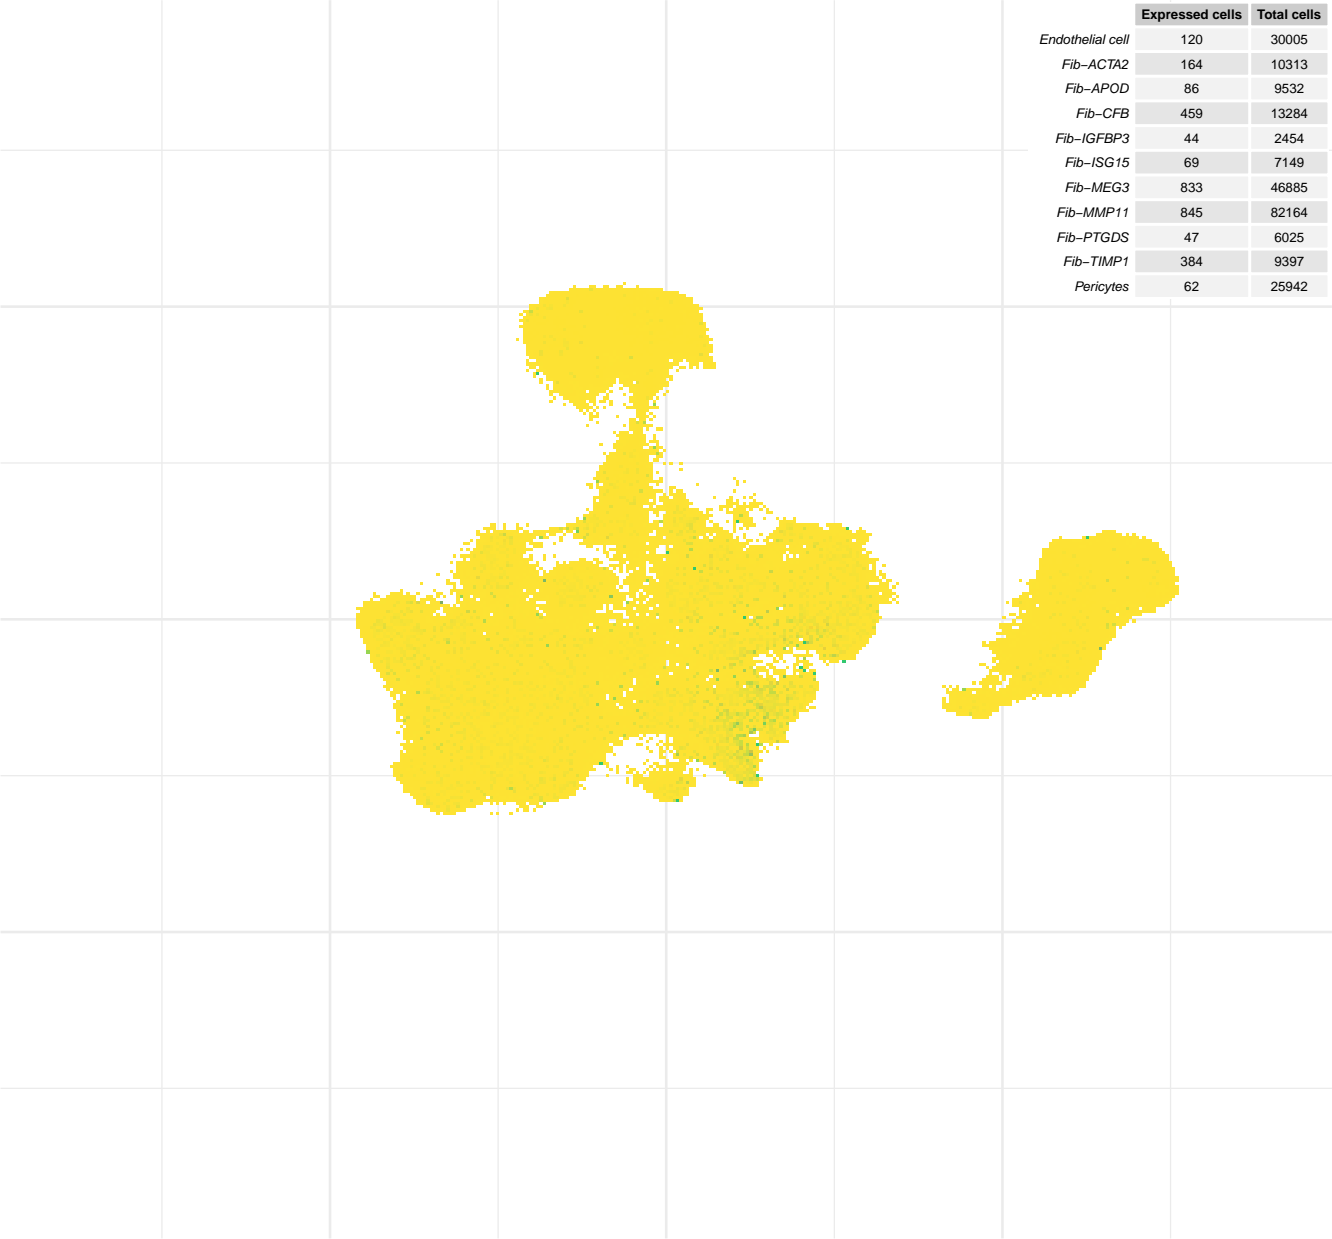 Expressed cells Total cells
Endothelial cell 120 30005
Fib−ACTA2 164 10313
Fib−APOD 86 9532
Fib−CFB 459 13284
Fib−IGFBP3 44 2454
Fib−ISG15 69 7149
Fib−MEG3 833 46885
Fib−MMP11 845 82164
Fib−PTGDS 47 6025
Fib−TIMP1 384 9397
Pericytes 62 25942